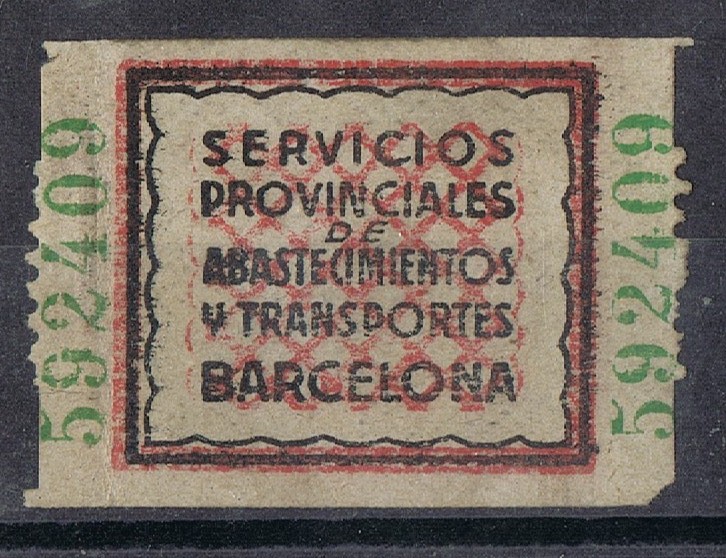 592409
SERVICIOS
PROVINCIALES
DE
ABASTECIMIENTOS
Y TRANSPORTES
BARCELONA
592409